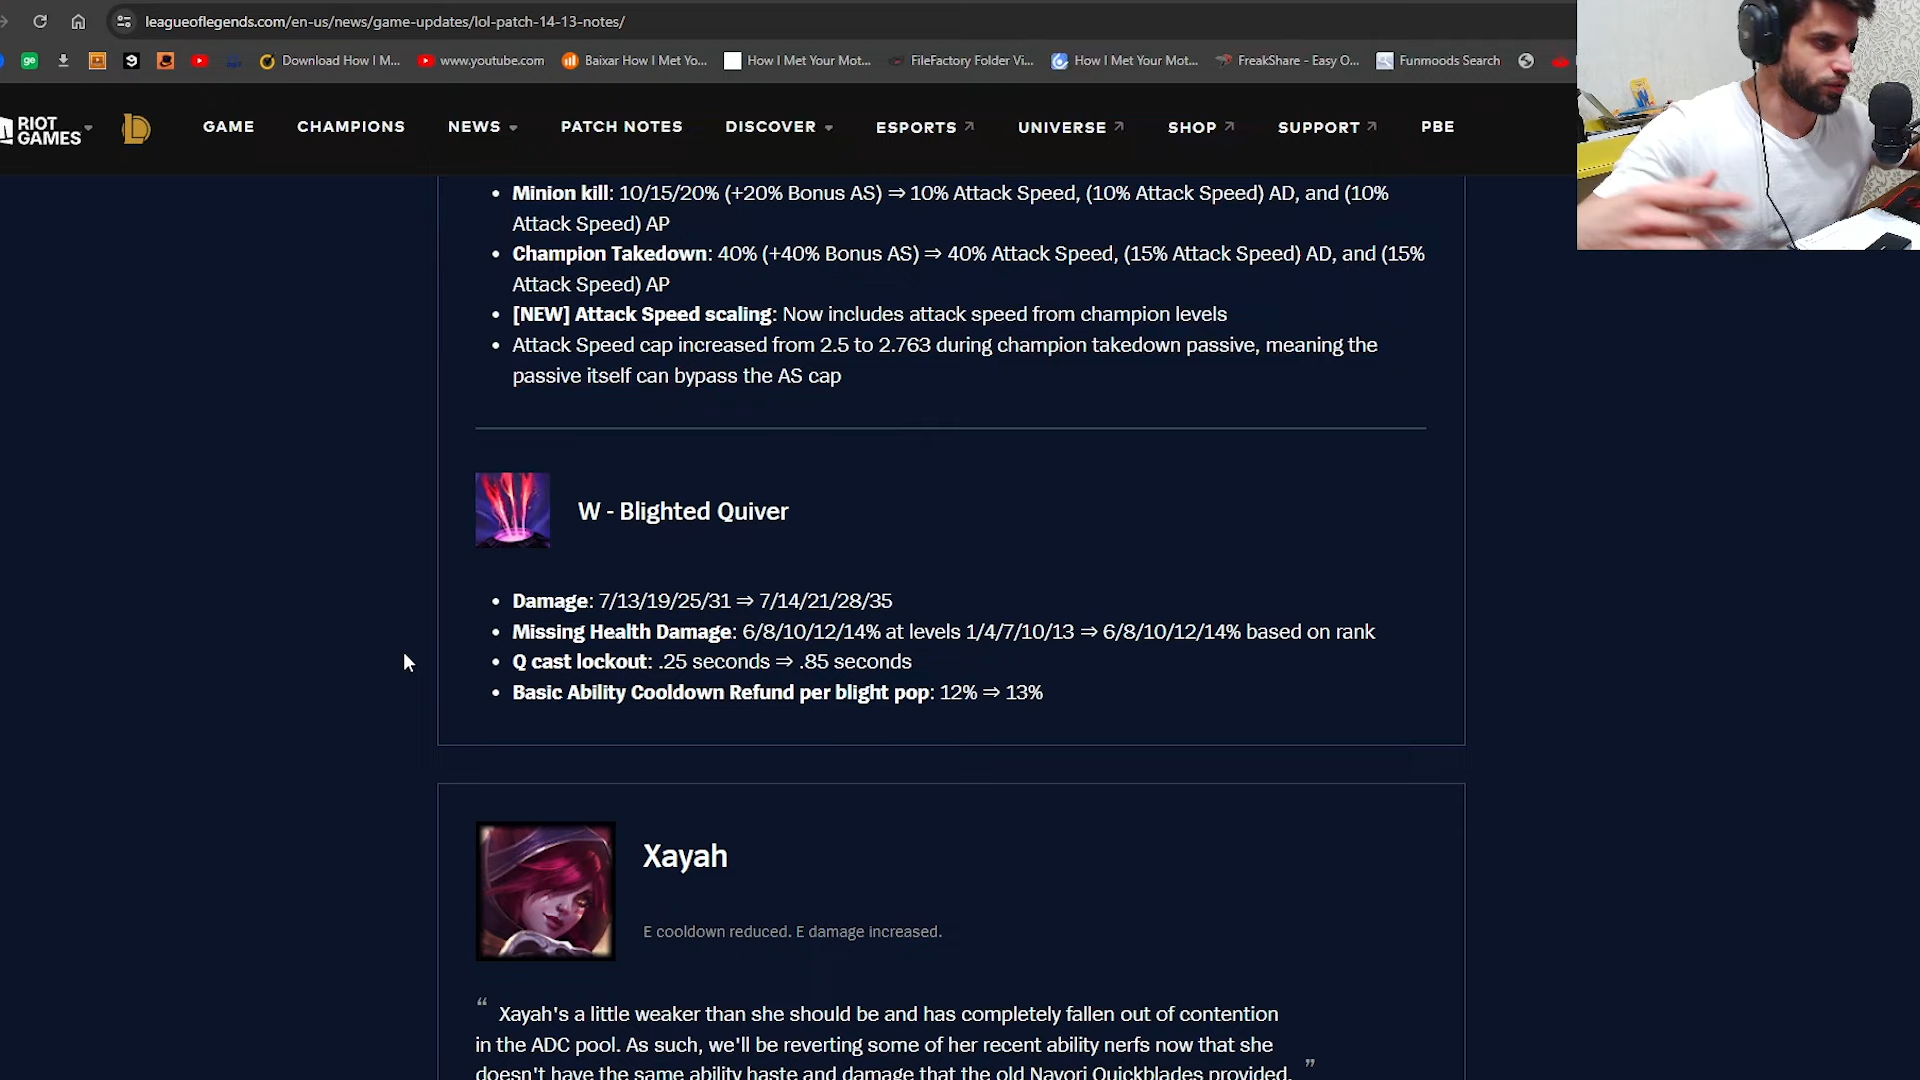 leagueoflegends.com/en-us/news/game-updates/lol-patch-14-13-notes/
ge
9
Download How I M...
www.youtube.com
Baixar How I Met Yo...
How I Met Your Mot...
FileFactory Folder Vi...
How I Met Your Mot...
FreakShare - Easy O...
Funmoods Search
RIOT GAMES
GAME
CHAMPIONS
NEWS
PATCH NOTES
DISCOVER
ESPORTS
UNIVERSE
SHOP
SUPPORT
PBE
• Minion kill: 10/15/20% (+20% Bonus AS) ⇒ 10% Attack Speed, (10% Attack Speed) AD, and (10%
Attack Speed) AP
• Champion Takedown: 40% (+40% Bonus AS) ⇒ 40% Attack Speed, (15% Attack Speed) AD, and (15%
Attack Speed) AP
• [NEW] Attack Speed scaling: Now includes attack speed from champion levels
• Attack Speed cap increased from 2.5 to 2.763 during champion takedown passive, meaning the
passive itself can bypass the AS cap
W - Blighted Quiver
• Damage: 7/13/19/25/31 ⇒ 7/14/21/28/35
• Missing Health Damage: 6/8/10/12/14% at levels 1/4/7/10/13 ⇒ 6/8/10/12/14% based on rank
• Q cast lockout: .25 seconds ⇒ .85 seconds
• Basic Ability Cooldown Refund per blight pop: 12% ⇒ 13%
Xayah
E cooldown reduced. E damage increased.
“ Xayah's a little weaker than she should be and has completely fallen out of contention
in the ADC pool. As such, we'll be reverting some of her recent ability nerfs now that she
doesn't have the same ability haste and damage that the old Navori Quickblades provided. ”